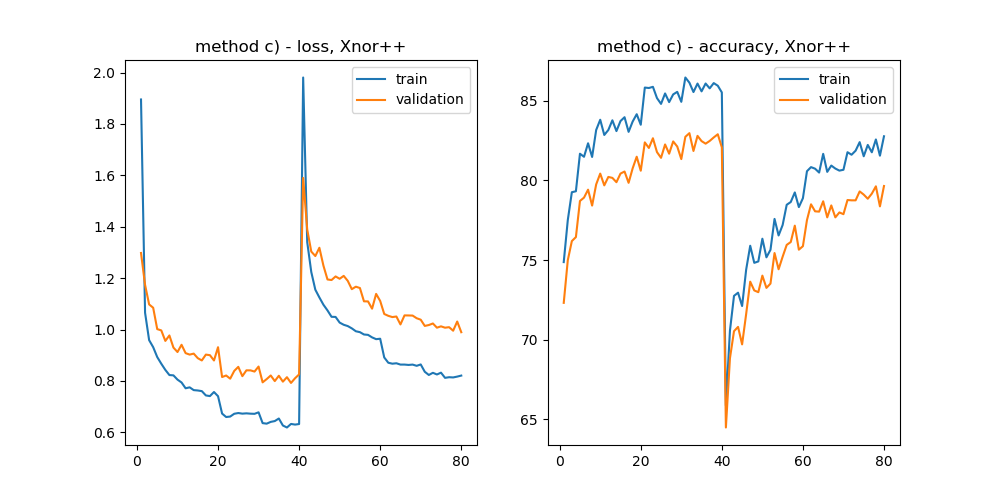 method c) - loss, Xnor++
train
validation
2.0
1.8
1.6
1.4
1.2
1.0
0.8
0.6
0 20 40 60 80
method c) - accuracy, Xnor++
train
validation
85
80
75
70
65
0 20 40 60 80